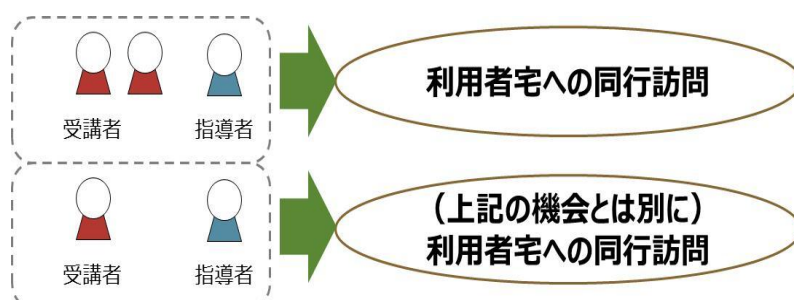 受講者 指導者
利用者宅への同行訪問
受講者 指導者
（上記の機会とは別に）
利用者宅への同行訪問